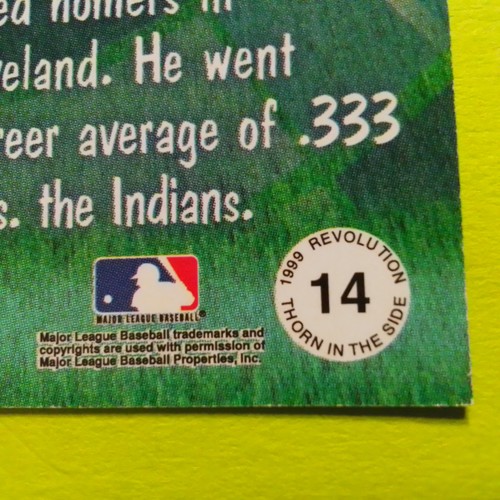 homers in
eland. He went
reer average of .333
s. the Indians.
MAJOR LEAGUE BASEBALL®
Major League Baseball trademarks and
copyrights are used with permission of
Major League Baseball Properties, Inc.
1999 REVOLUTION
14
THORN IN THE SIDE